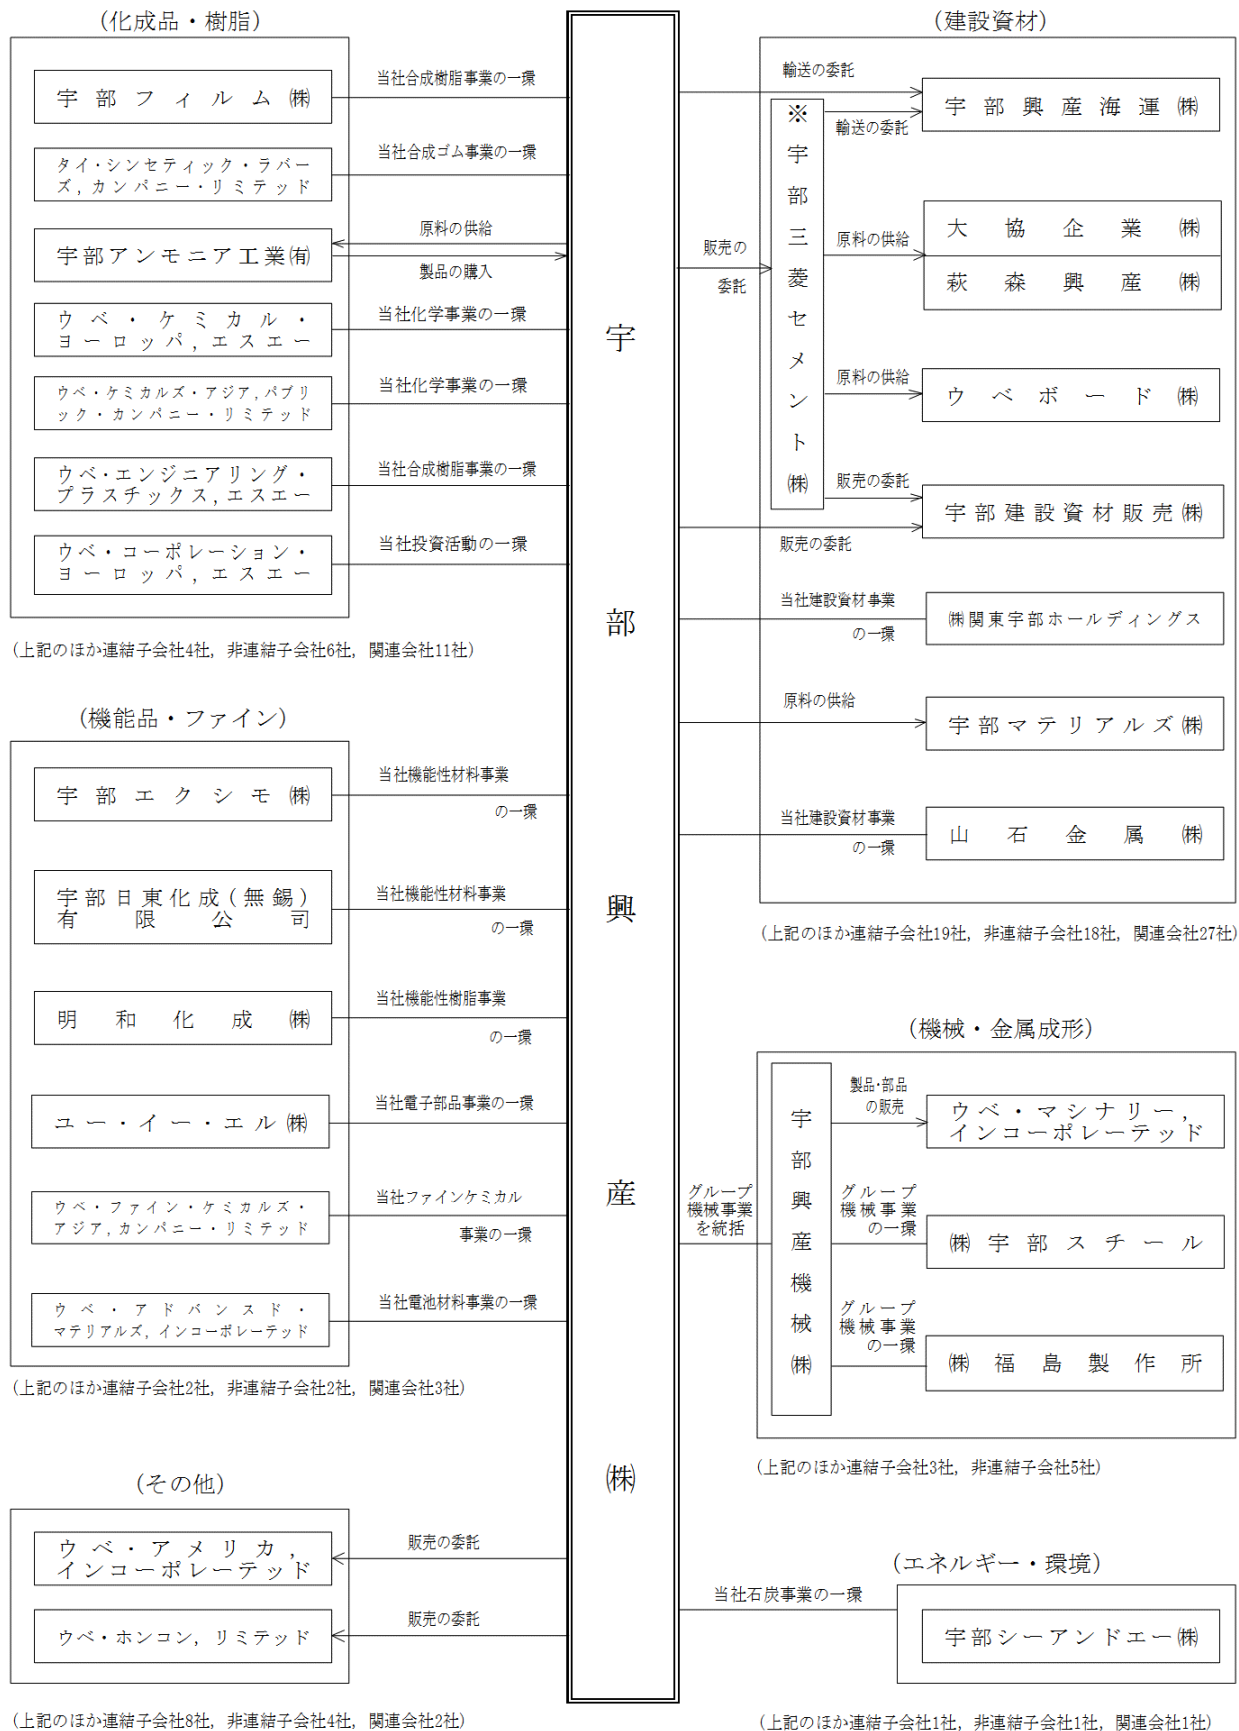 (化成品・樹脂)
宇部フィルム㈱
当社合成樹脂事業の一環
タイ・シンセティック・ラバー
ズ,カンパニー・リミテッド
当社合成ゴム事業の一環
宇部アンモニア工業㈲
原料の供給
製品の購入
ウベ・ケミカル・
ヨーロッパ,エスエー
当社化学事業の一環
ウベ・ケミカルズ・アジア,パブリ
ック・カンパニー・リミテッド
当社化学事業の一環
ウベ・エンジニアリング・
プラスチックス,エスエー
当社合成樹脂事業の一環
ウベ・コーポレーション・
ヨーロッパ,エスエー
当社投資活動の一環
(上記のほか連結子会社4社, 非連結子会社6社, 関連会社11社)
(機能品・ファイン)
宇部エクシモ㈱
当社機能性材料事業
の一環
宇部日東化成(無錫)
有限公司
当社機能性材料事業
の一環
明和化成㈱
当社機能性樹脂事業
の一環
ユー・イー・エル㈱
当社電子部品事業の一環
ウベ・ファイン・ケミカルズ・
アジア,カンパニー・リミテッド
当社ファインケミカル
事業の一環
ウベ・アドバンスド・
マテリアルズ,インコーポレーテッド
当社電池材料事業の一環
(上記のほか連結子会社2社, 非連結子会社2社, 関連会社3社)
(その他)
ウベ・アメリカ,
インコーポレーテッド
販売の委託
ウベ・ホンコン,リミテッド
販売の委託
(上記のほか連結子会社8社, 非連結子会社4社, 関連会社2社)
宇部興産㈱
(建設資材)
輸送の委託
宇部興産海運㈱
輸送の委託
※宇部三菱セメント㈱
販売の
委託
原料の供給
大協企業㈱
萩森興産㈱
原料の供給
ウベボード㈱
販売の委託
宇部建設資材販売㈱
販売の委託
当社建設資材事業
の一環
㈱関東宇部ホールディングス
原料の供給
宇部マテリアルズ㈱
当社建設資材事業
の一環
山石金属㈱
(上記のほか連結子会社19社, 非連結子会社18社, 関連会社27社)
(機械・金属成形)
グループ
機械事業
を統括
宇部興産機械㈱
製品・部品
の販売
ウベ・マシナリー,
インコーポレーテッド
グループ
機械事業
の一環
㈱宇部スチール
グループ
機械事業
の一環
㈱福島製作所
(上記のほか連結子会社3社, 非連結子会社5社)
(エネルギー・環境)
当社石炭事業の一環
宇部シーアンドエー㈱
(上記のほか連結子会社1社, 非連結子会社1社, 関連会社1社)